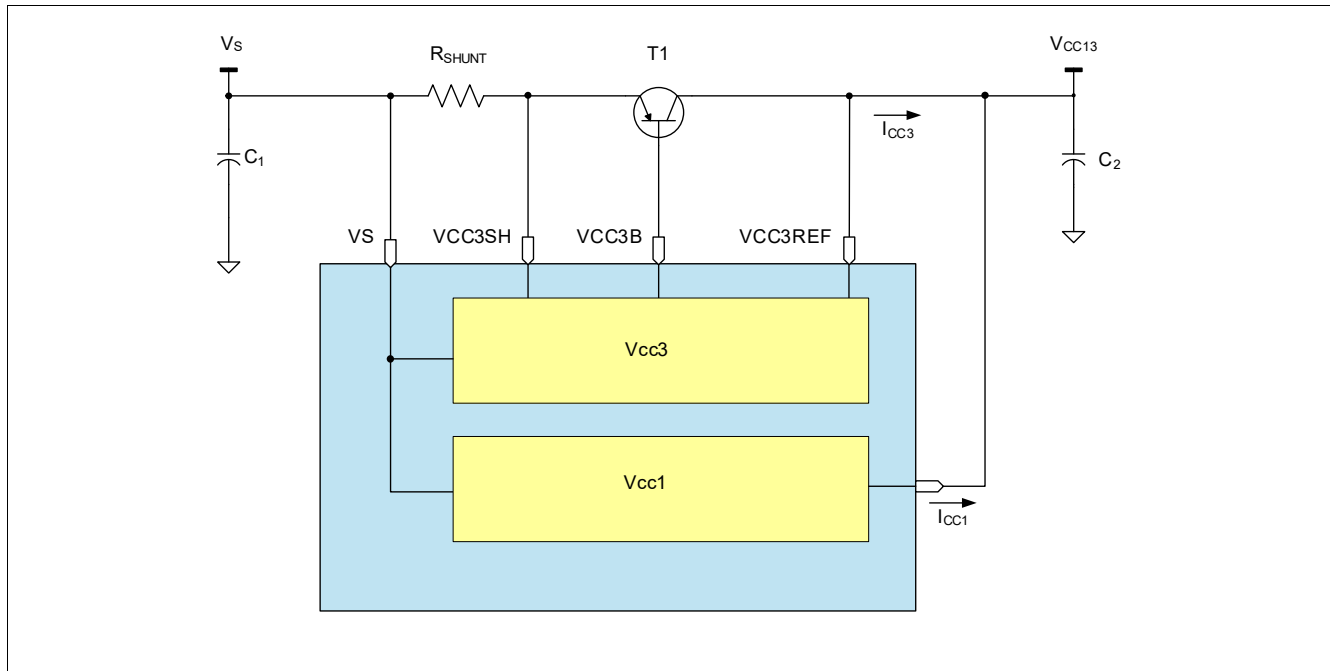 VS
RSHUNT
T1
VCC13
ICC3
C1
C2
VS
VCC3SH
VCC3B
VCC3REF
Vcc3
Vcc1
ICC1